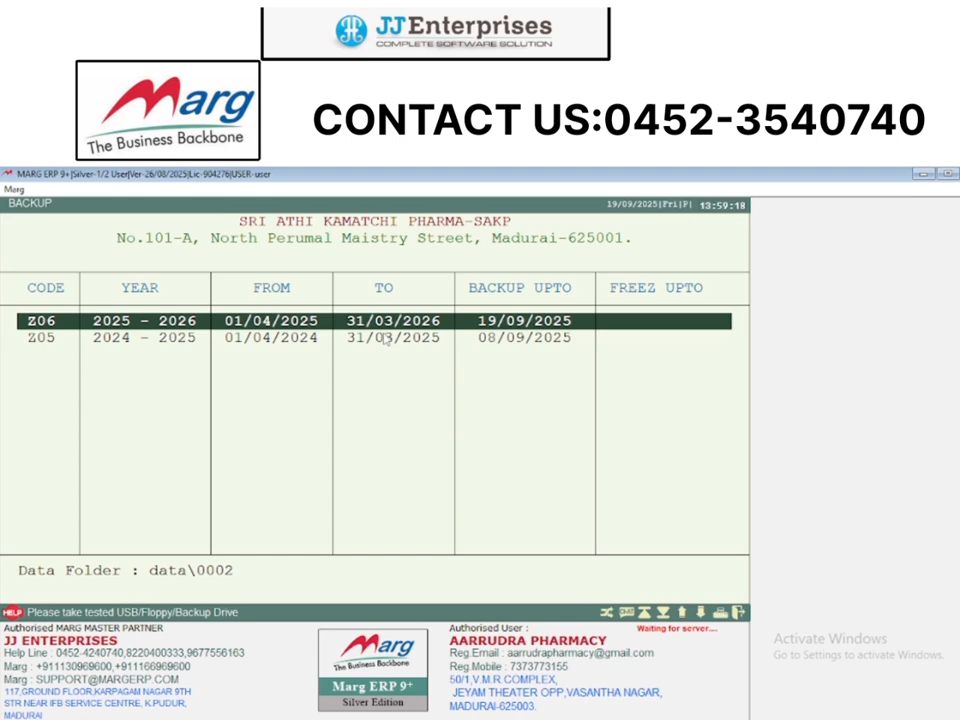 JJ Enterprises
COMPLETE SOFTWARE SOLUTION
Marg
The Business Backbone
CONTACT US:0452-3540740
MARG ERP 9+|Silver-1/2 User|Ver-26/08/2025|Lic-904276|USER-user
Marg
BACKUP 19/09/2025|Fri|P| 13:59:18
SRI ATHI KAMATCHI PHARMA-SAKP
No.101-A, North Perumal Maistry Street, Madurai-625001.
CODE YEAR FROM TO BACKUP UPTO FREEZ UPTO
Z06 2025 - 2026 01/04/2025 31/03/2026 19/09/2025
Z05 2024 - 2025 01/04/2024 31/03/2025 08/09/2025
Data Folder : data\0002
HELP Please take tested USB/Floppy/Backup Drive
Authorised MARG MASTER PARTNER
JJ ENTERPRISES
Help Line : 0452-4240740,8220400333,9677556163
Marg : +911130969600,+911166969600
Marg : SUPPORT@MARGERP.COM
117,GROUND FLOOR,KARPAGAM NAGAR 9TH
STR NEAR IFB SERVICE CENTRE, K.PUDUR,
MADURAI
Marg
The Business Backbone
Marg ERP 9+
Silver Edition
Authorised User : Waiting for server....
AARRUDRA PHARMACY
Reg.Email : aarrudrapharmacy@gmail.com
Reg.Mobile : 7373773155
50/1,V.M.R.COMPLEX,
JEYAM THEATER OPP,VASANTHA NAGAR,
MADURAI-625003.
Activate Windows
Go to Settings to activate Windows.